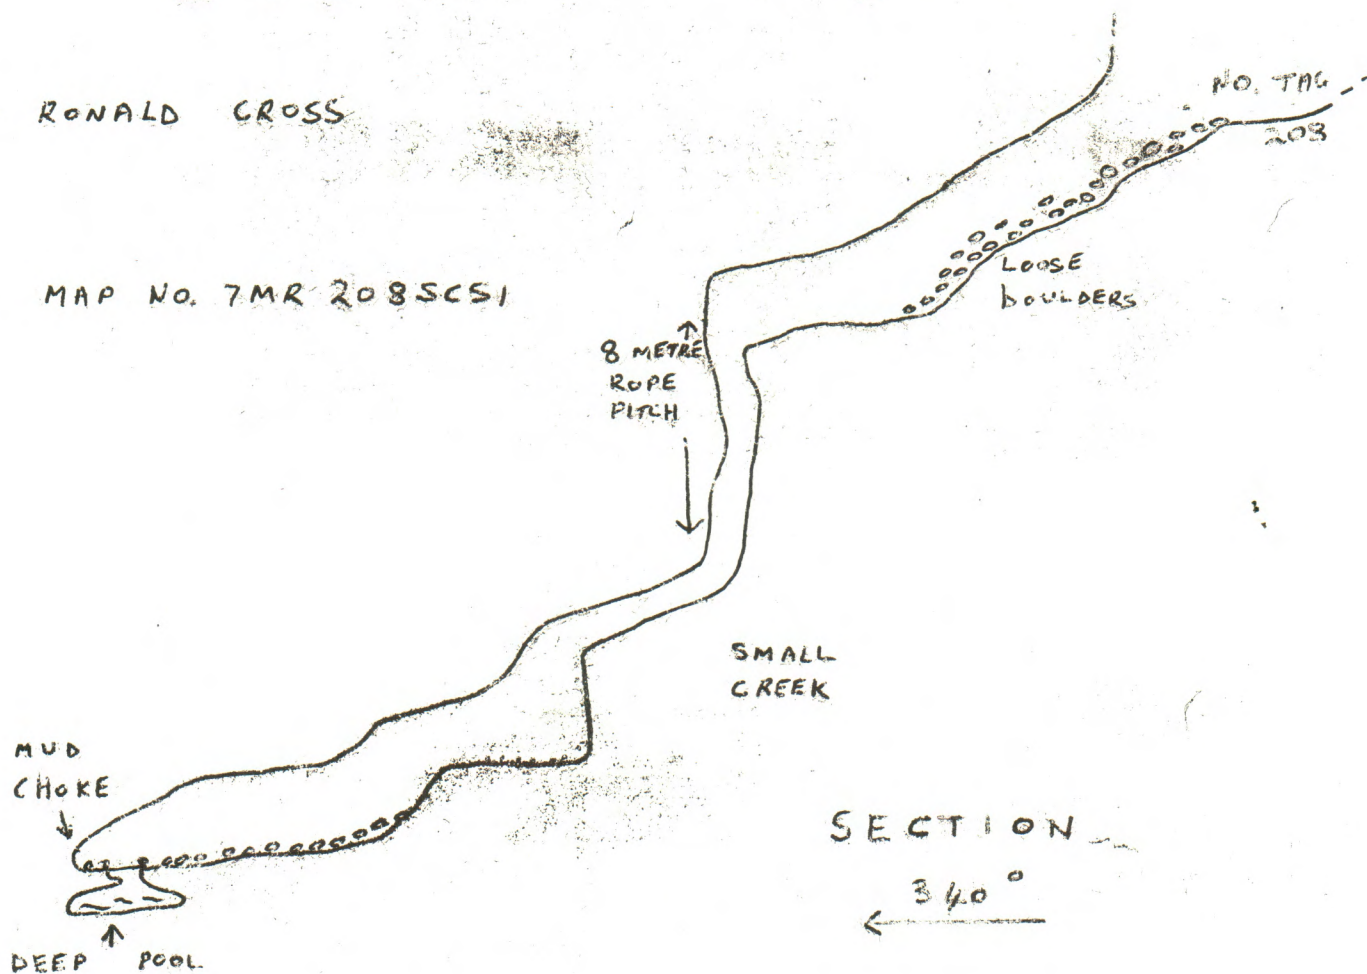 RONALD CROSS
NO. TAG
208
MAP NO. 7MR 208SCS1
LOOSE
BOULDERS
8 METRE
ROPE
PITCH
SMALL
CREEK
MUD
CHOKE
SECTION
340°
DEEP POOL